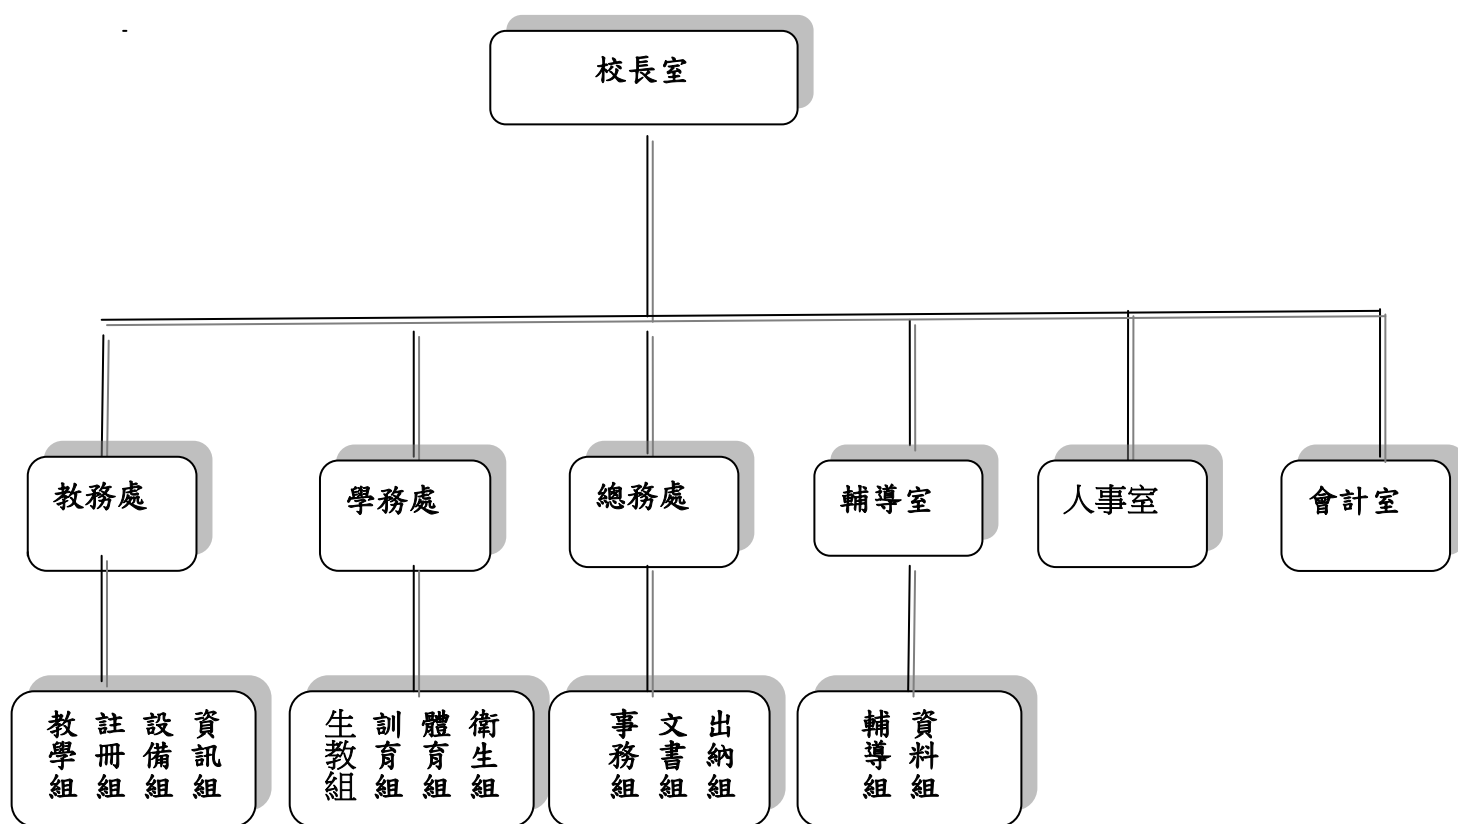 -
校長室
教務處
學務處
總務處
輔導室
人事室
會計室
教學組
註冊組
設備組
資訊組
生教組
訓育組
體育組
衛生組
事務組
文書組
出納組
輔導組
資料組